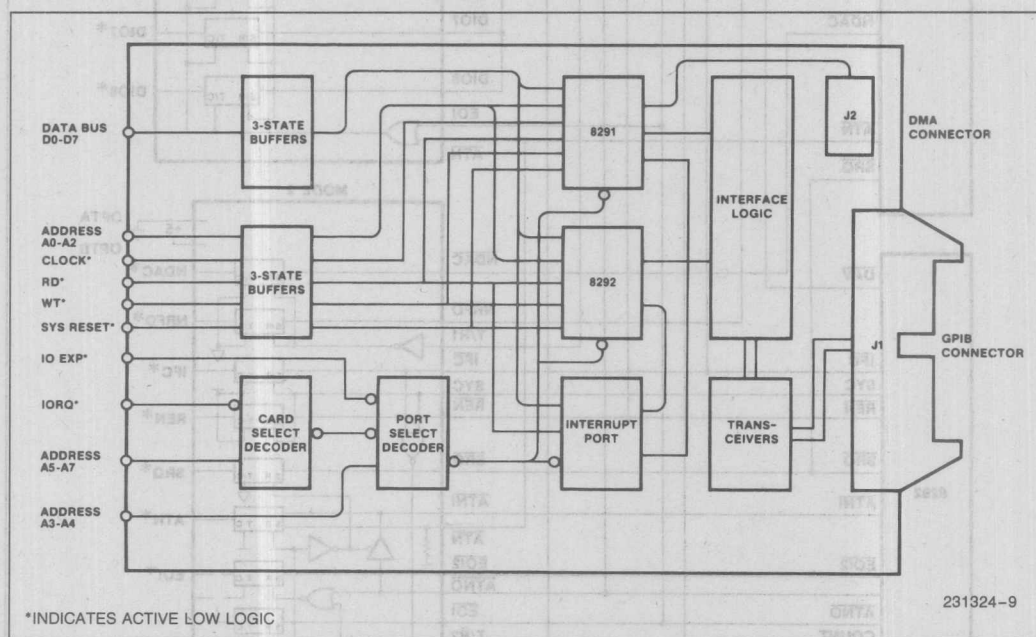 DATA BUS
D0-D7
ADDRESS
A0-A2
CLOCK*
RD*
WT*
SYS RESET*
IO EXP*
IORQ*
ADDRESS
A5-A7
ADDRESS
A3-A4
3-STATE
BUFFERS
3-STATE
BUFFERS
CARD
SELECT
DECODER
PORT
SELECT
DECODER
8291
8292
INTERRUPT
PORT
INTERFACE
LOGIC
TRANS-
CEIVERS
J2
DMA
CONNECTOR
J1
GPIB
CONNECTOR
*INDICATES ACTIVE LOW LOGIC
231324-9